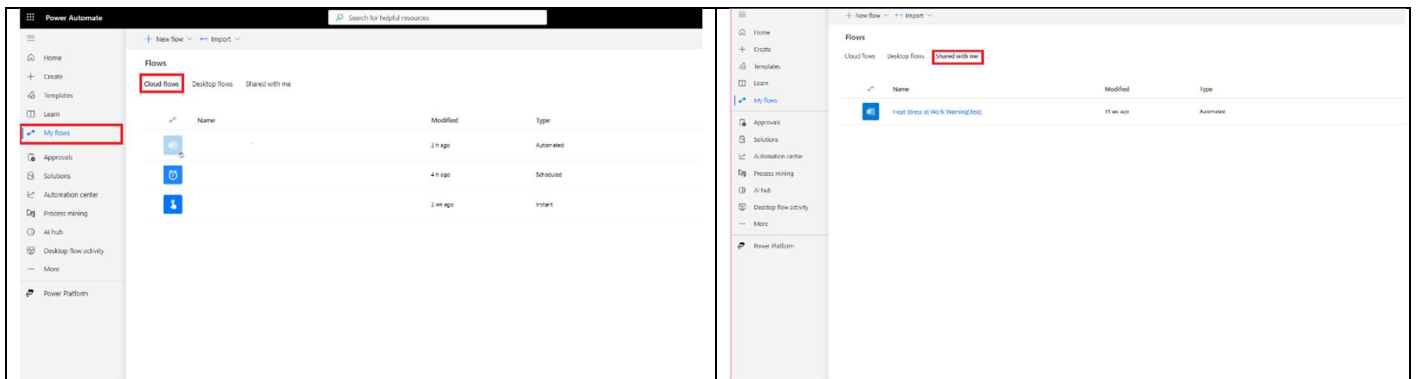 Power Automate
Search for helpful resources
New flow Import
Home
Create
Templates
Learn
My flows
Approvals
Solutions
Automation center
Process mining
AI hub
Desktop flow activity
More
Power Platform
Flows
Cloud flows Desktop flows Shared with me
Name Modified Type
2 h ago Automated
4 h ago Scheduled
2 wk ago Instant
New flow Import
Home
Create
Templates
Learn
My flows
Approvals
Solutions
Automation center
Process mining
AI hub
Desktop flow activity
More
Power Platform
Flows
Cloud flows Desktop flows Shared with me
Name Modified Type
Heat Stress at Work Warning(Test) wk ago Automated